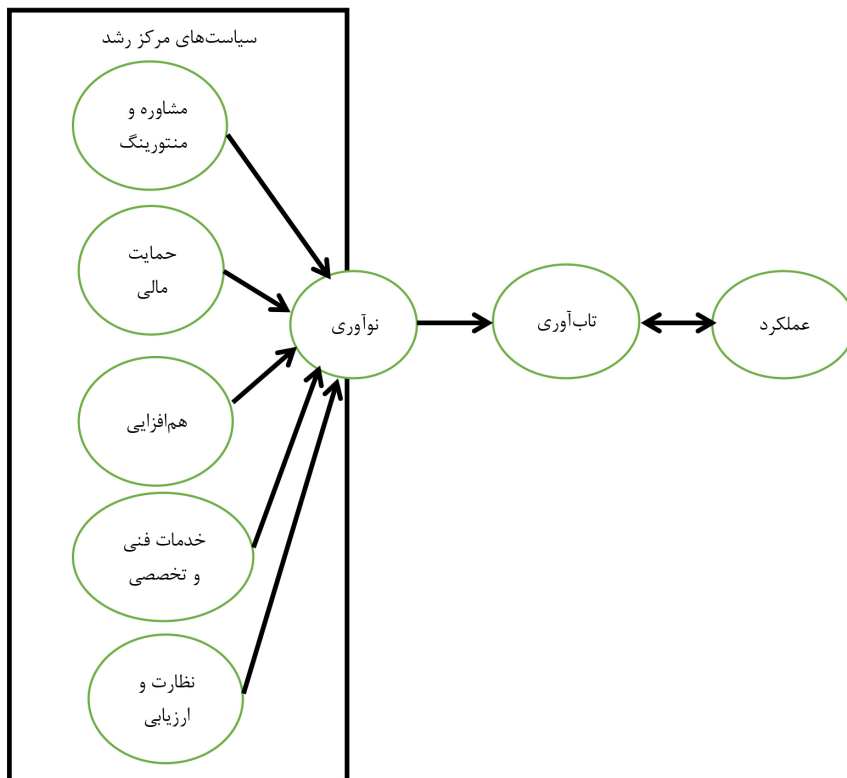 سیاست‌های مرکز رشد
مشاوره و
منتورینگ
حمایت
مالی
هم‌افزایی
خدمات فنی
و تخصصی
نظارت و
ارزیابی
نوآوری
تاب‌آوری
عملکرد